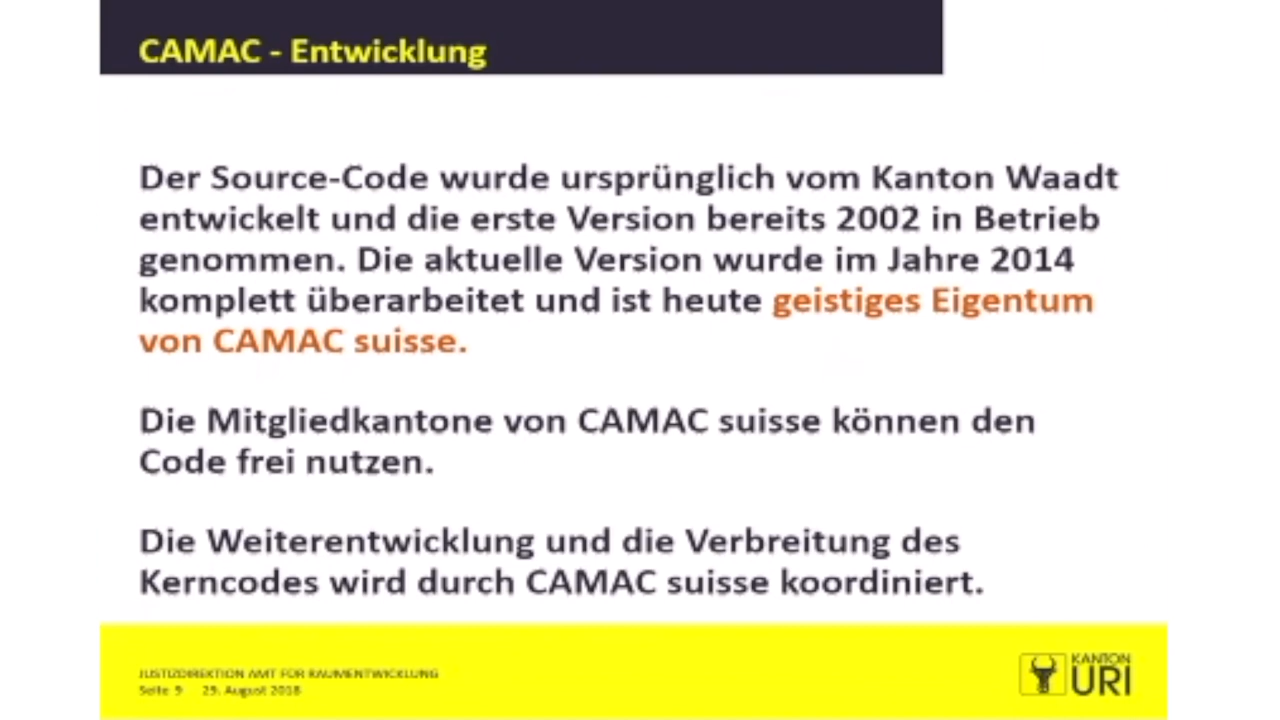 CAMAC - Entwicklung
Der Source-Code wurde ursprünglich vom Kanton Waadt
entwickelt und die erste Version bereits 2002 in Betrieb
genommen. Die aktuelle Version wurde im Jahre 2014
komplett überarbeitet und ist heute geistiges Eigentum
von CAMAC suisse.
Die Mitgliedkantone von CAMAC suisse können den
Code frei nutzen.
Die Weiterentwicklung und die Verbreitung des
Kerncodes wird durch CAMAC suisse koordiniert.
JUSTIZDIREKTION AMT FÜR RAUMENTWICKLUNG
Seite 9 29. August 2018
KANTON
URI